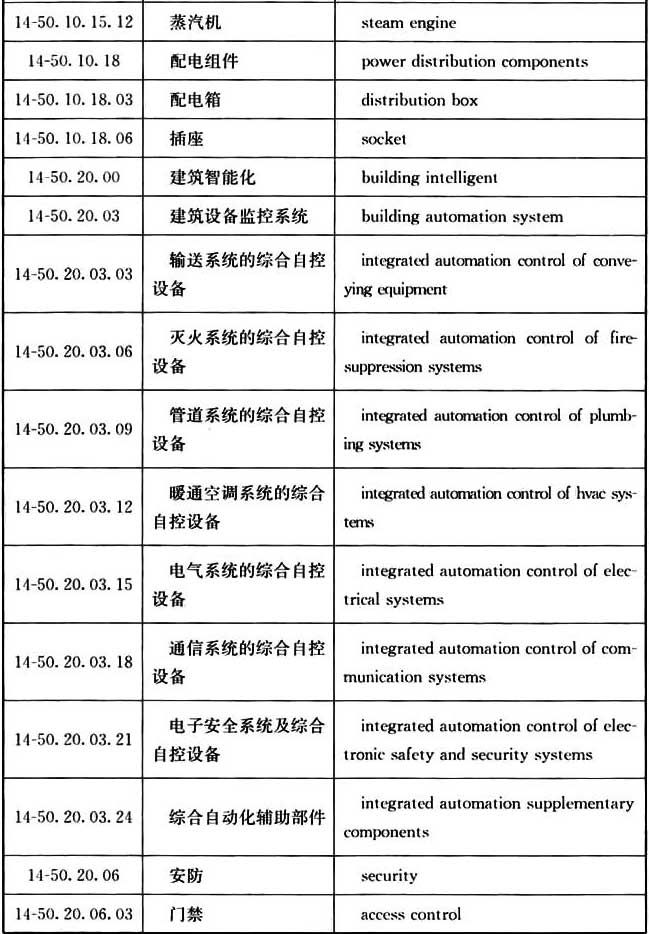 14-50. 10. 15. 12 蒸汽机 steam engine
14-50. 10. 18 配电组件 power distribution components
14-50. 10. 18. 03 配电箱 distribution box
14-50. 10. 18. 06 插座 socket
14-50. 20. 00 建筑智能化 building intelligent
14-50. 20. 03 建筑设备监控系统 building automation system
14-50. 20. 03. 03 输送系统的综合自控 integrated automation control of conve-
设备 ying equipment
14-50. 20. 03. 06 灭火系统的综合自控 integrated automation control of fire-
设备 suppression systems
14-50. 20. 03. 09 管道系统的综合自控 integrated automation control of plumb-
设备 ing systems
14-50. 20. 03. 12 暖通空调系统的综合 integrated automation control of hvac sys-
自控设备 tems
14-50. 20. 03. 15 电气系统的综合自控 integrated automation control of elec-
设备 trical systems
14-50. 20. 03. 18 通信系统的综合自控 integrated automation control of com-
设备 munication systems
14-50. 20. 03. 21 电子安全系统及综合 integrated automation control of elec-
自控设备 tronic safety and security systems
14-50. 20. 03. 24 综合自动化辅助部件 integrated automation supplementary
components
14-50. 20. 06 安防 security
14-50. 20. 06. 03 门禁 access control